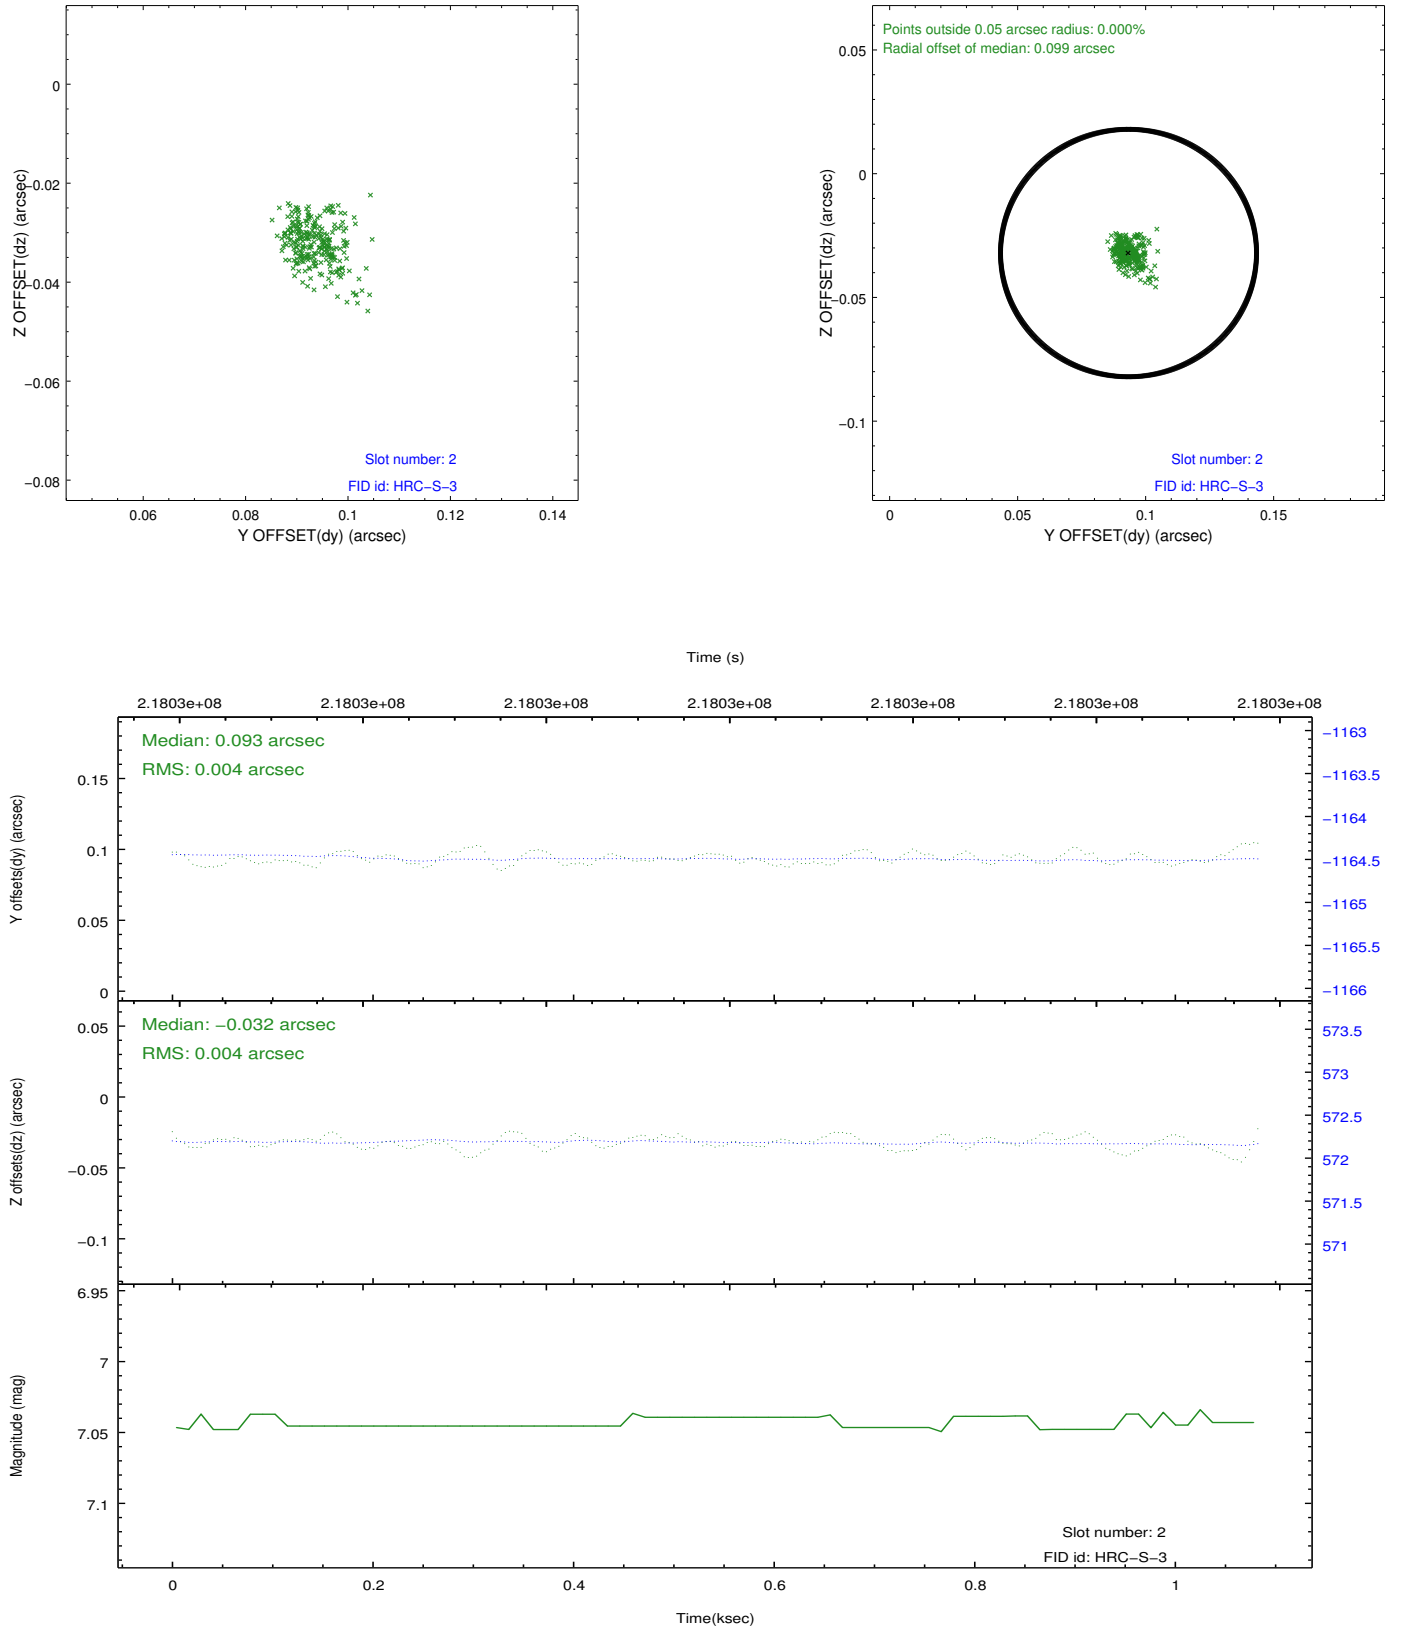 0
−0.02
−0.04
−0.06
−0.08
Z OFFSET(dz) (arcsec)
Slot number: 2
FID id: HRC−S−3
0.06 0.08 0.1 0.12 0.14
Y OFFSET(dy) (arcsec)
Points outside 0.05 arcsec radius: 0.000%
Radial offset of median: 0.099 arcsec
0.05
0
−0.05
−0.1
Z OFFSET(dz) (arcsec)
Slot number: 2
FID id: HRC−S−3
0 0.05 0.1 0.15
Y OFFSET(dy) (arcsec)
Time (s)
2.1803e+08 2.1803e+08 2.1803e+08 2.1803e+08 2.1803e+08 2.1803e+08 2.1803e+08
Median: 0.093 arcsec
RMS: 0.004 arcsec
0.15
0.1
0.05
0
Y offsets(dy) (arcsec)
−1163
−1163.5
−1164
−1164.5
−1165
−1165.5
−1166
Median: −0.032 arcsec
RMS: 0.004 arcsec
0.05
0
−0.05
−0.1
Z offsets(dz) (arcsec)
573.5
573
572.5
572
571.5
571
6.95
7
7.05
7.1
Magnitude (mag)
Slot number: 2
FID id: HRC−S−3
0 0.2 0.4 0.6 0.8 1
Time(ksec)